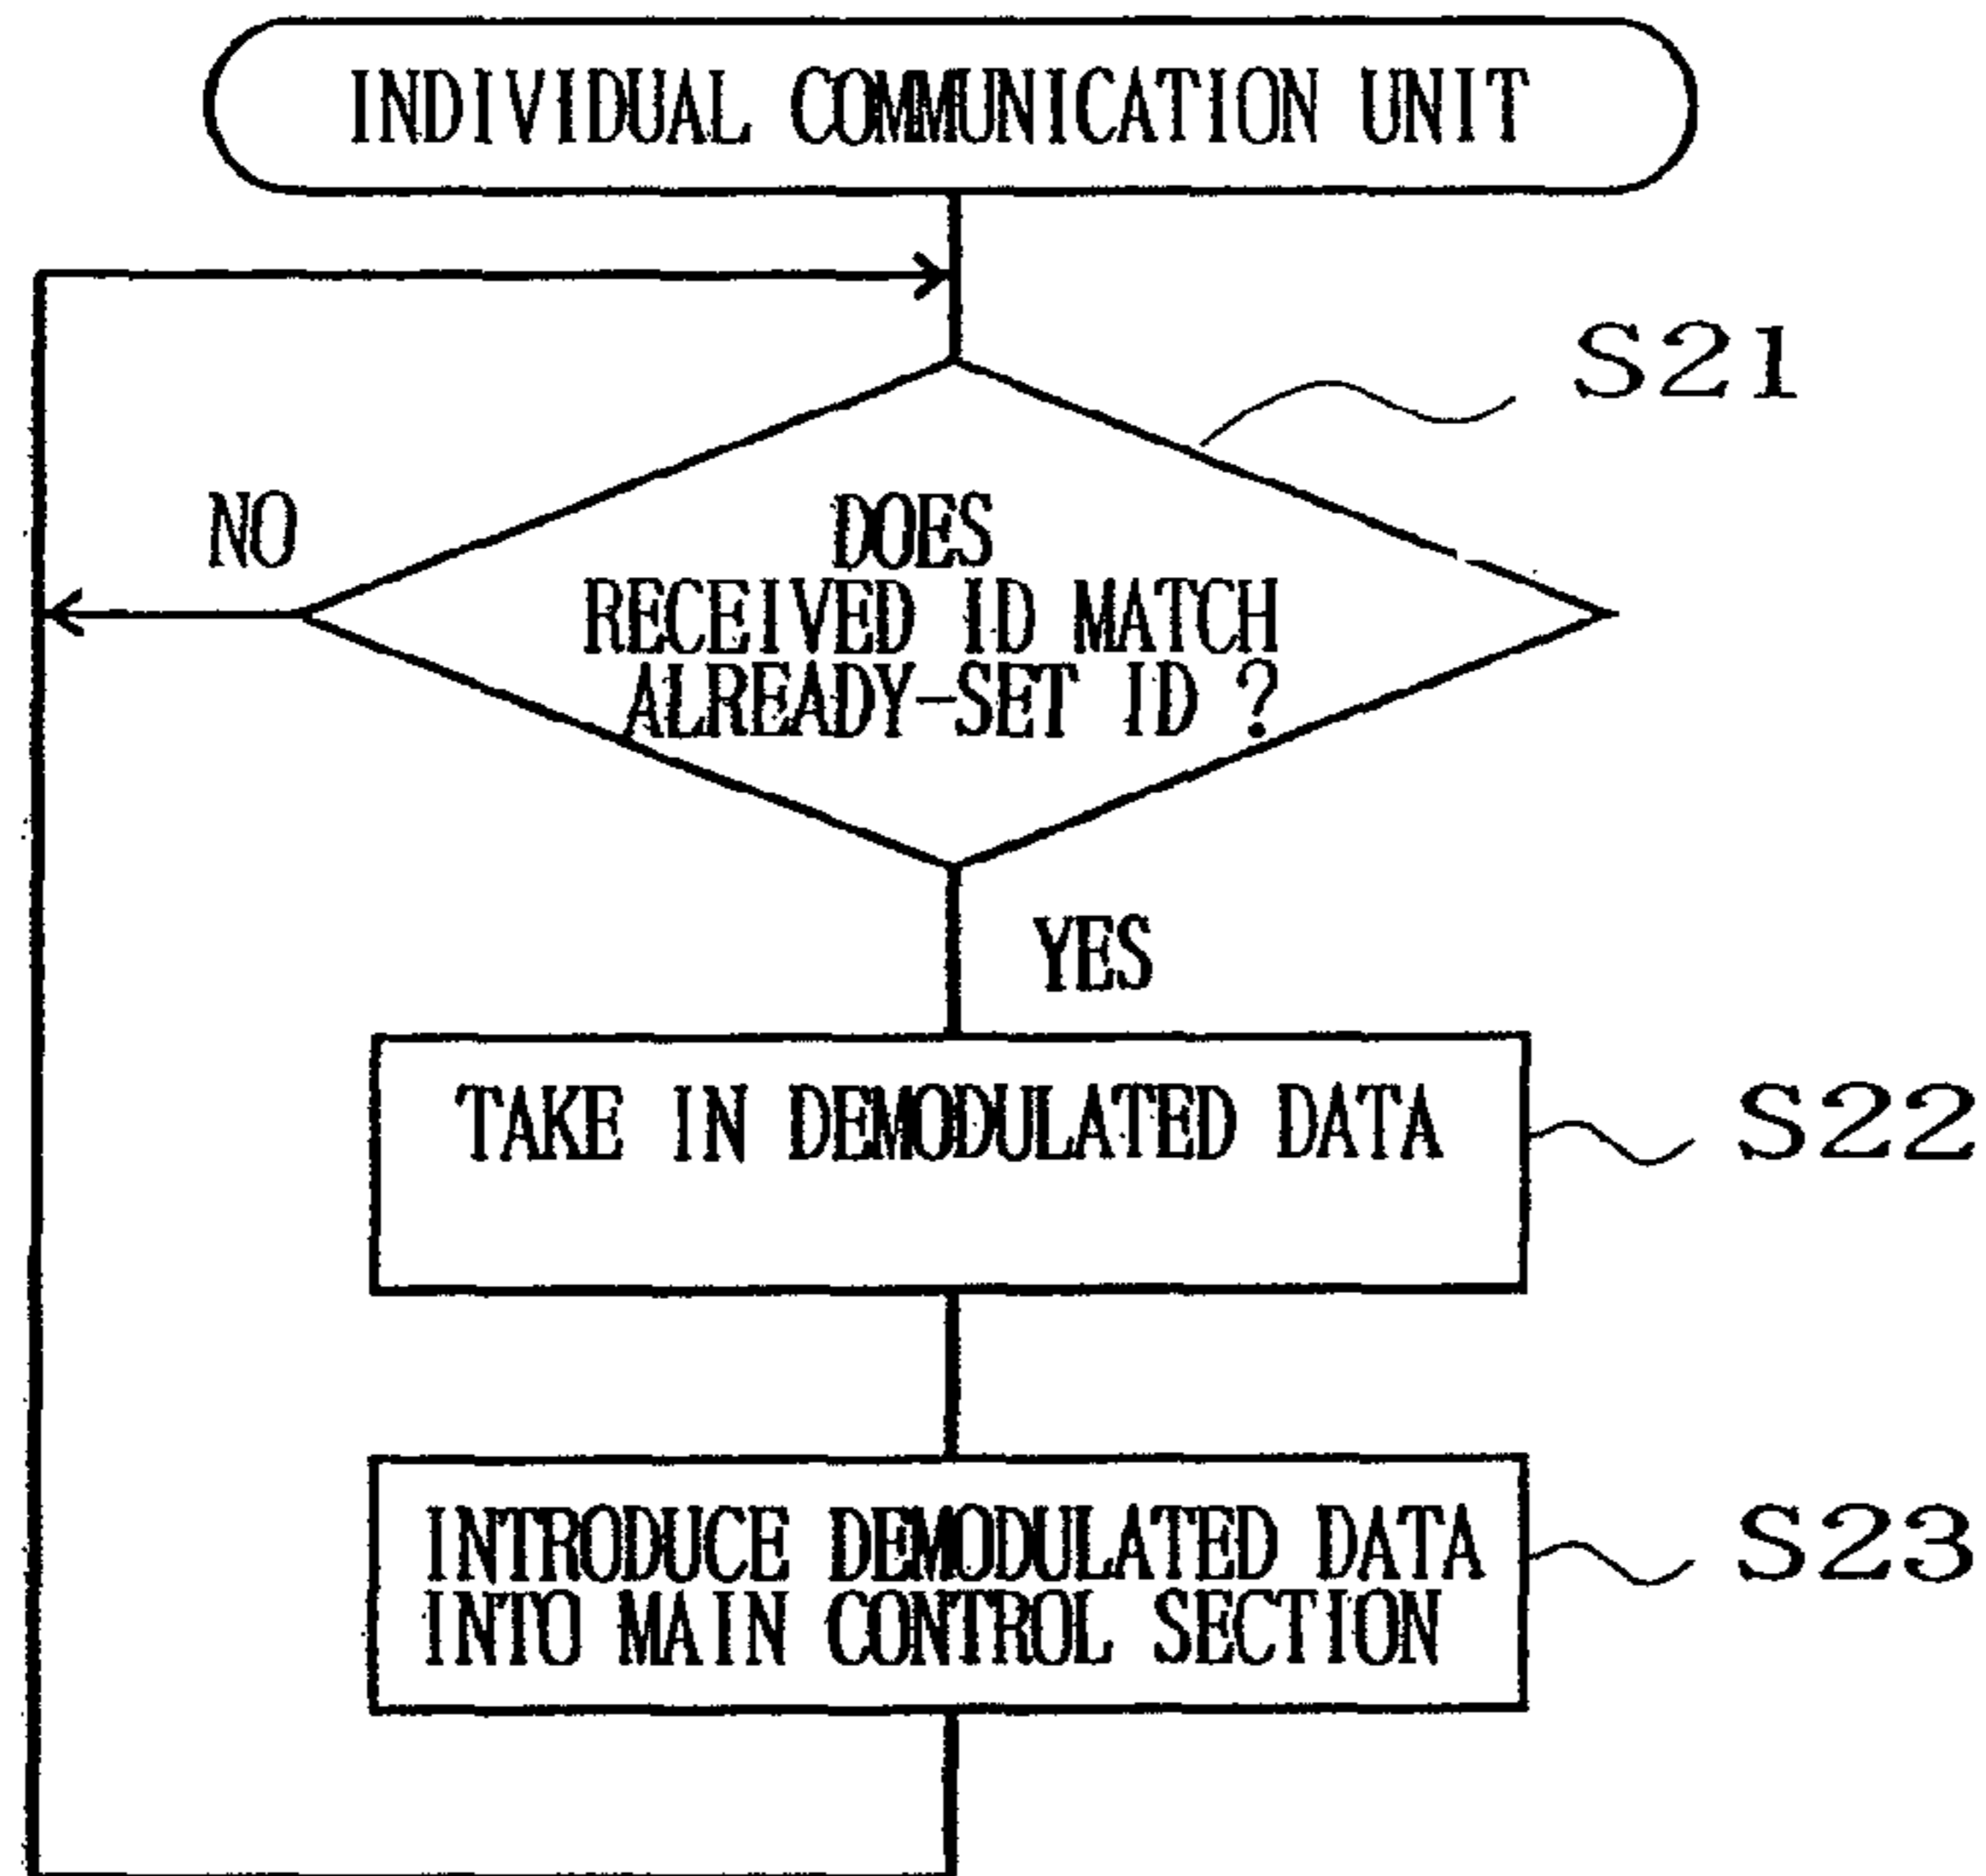 INDIVIDUAL COMMUNICATION UNIT
S21
NO
DOES
RECEIVED ID MATCH
ALREADY-SET ID ?
YES
TAKE IN DEMODULATED DATA
S22
INTRODUCE DEMODULATED DATA
INTO MAIN CONTROL SECTION
S23